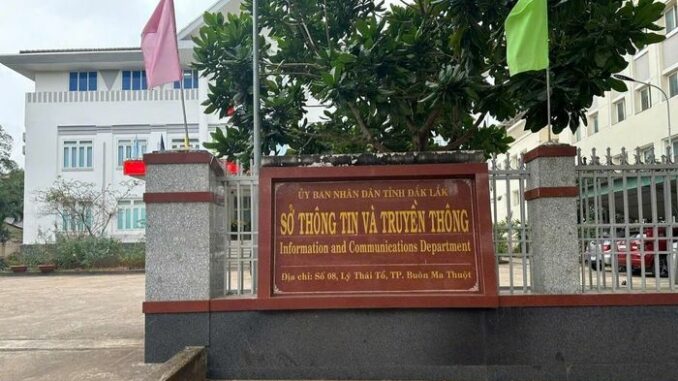 ỦY BAN NHÂN DÂN TỈNH ĐẮK LẮK
SỞ THÔNG TIN VÀ TRUYỀN THÔNG
Information and Communications Department
Địa chỉ: Số 08, Lý Thái Tổ, TP. Buôn Ma Thuột